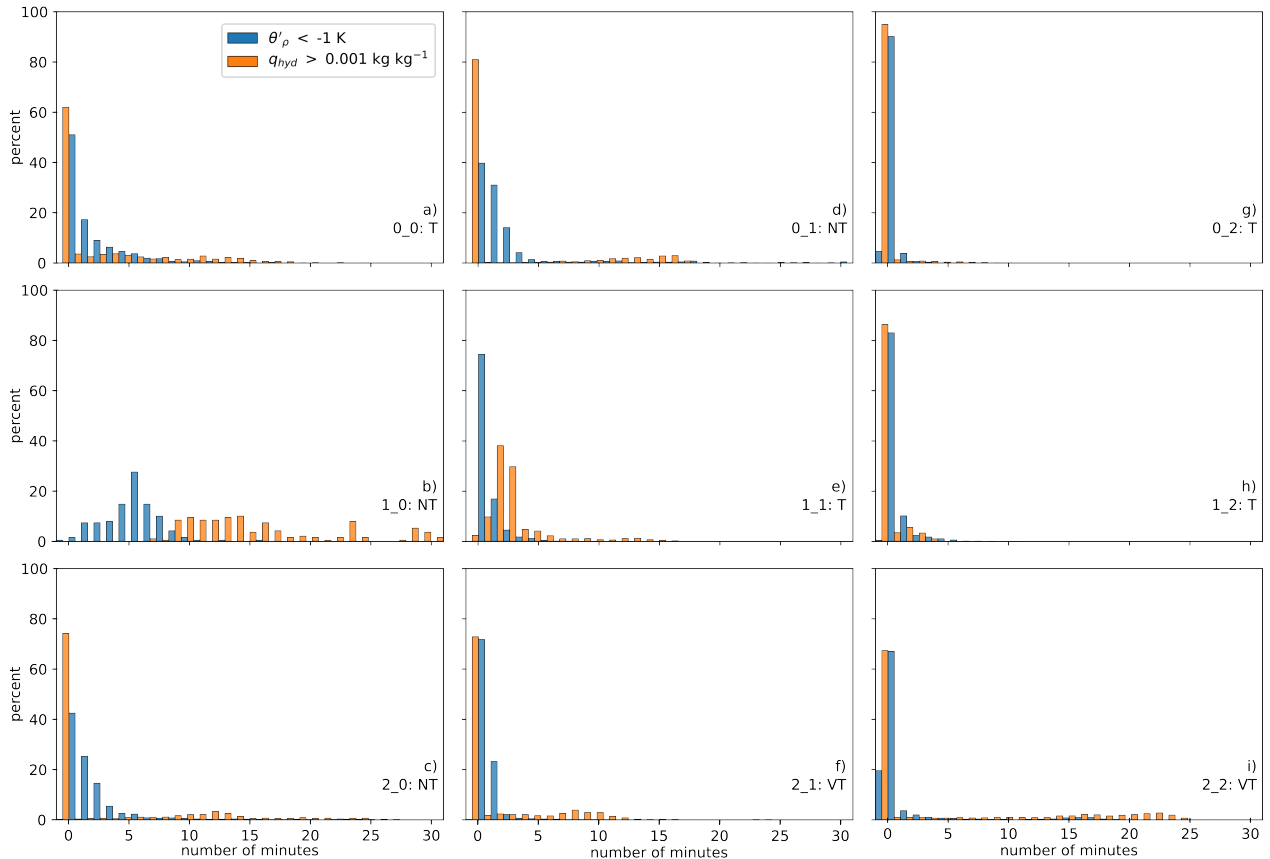 100
80
60
40
20
0
percent
θ'ρ < -1 K
qhyd > 0.001 kg kg⁻¹
a)
0_0: T
d)
0_1: NT
g)
0_2: T
100
80
60
40
20
0
percent
b)
1_0: NT
e)
1_1: T
h)
1_2: T
100
80
60
40
20
0
percent
c)
2_0: NT
f)
2_1: VT
i)
2_2: VT
0 5 10 15 20 25 30
number of minutes
0 5 10 15 20 25 30
number of minutes
0 5 10 15 20 25 30
number of minutes